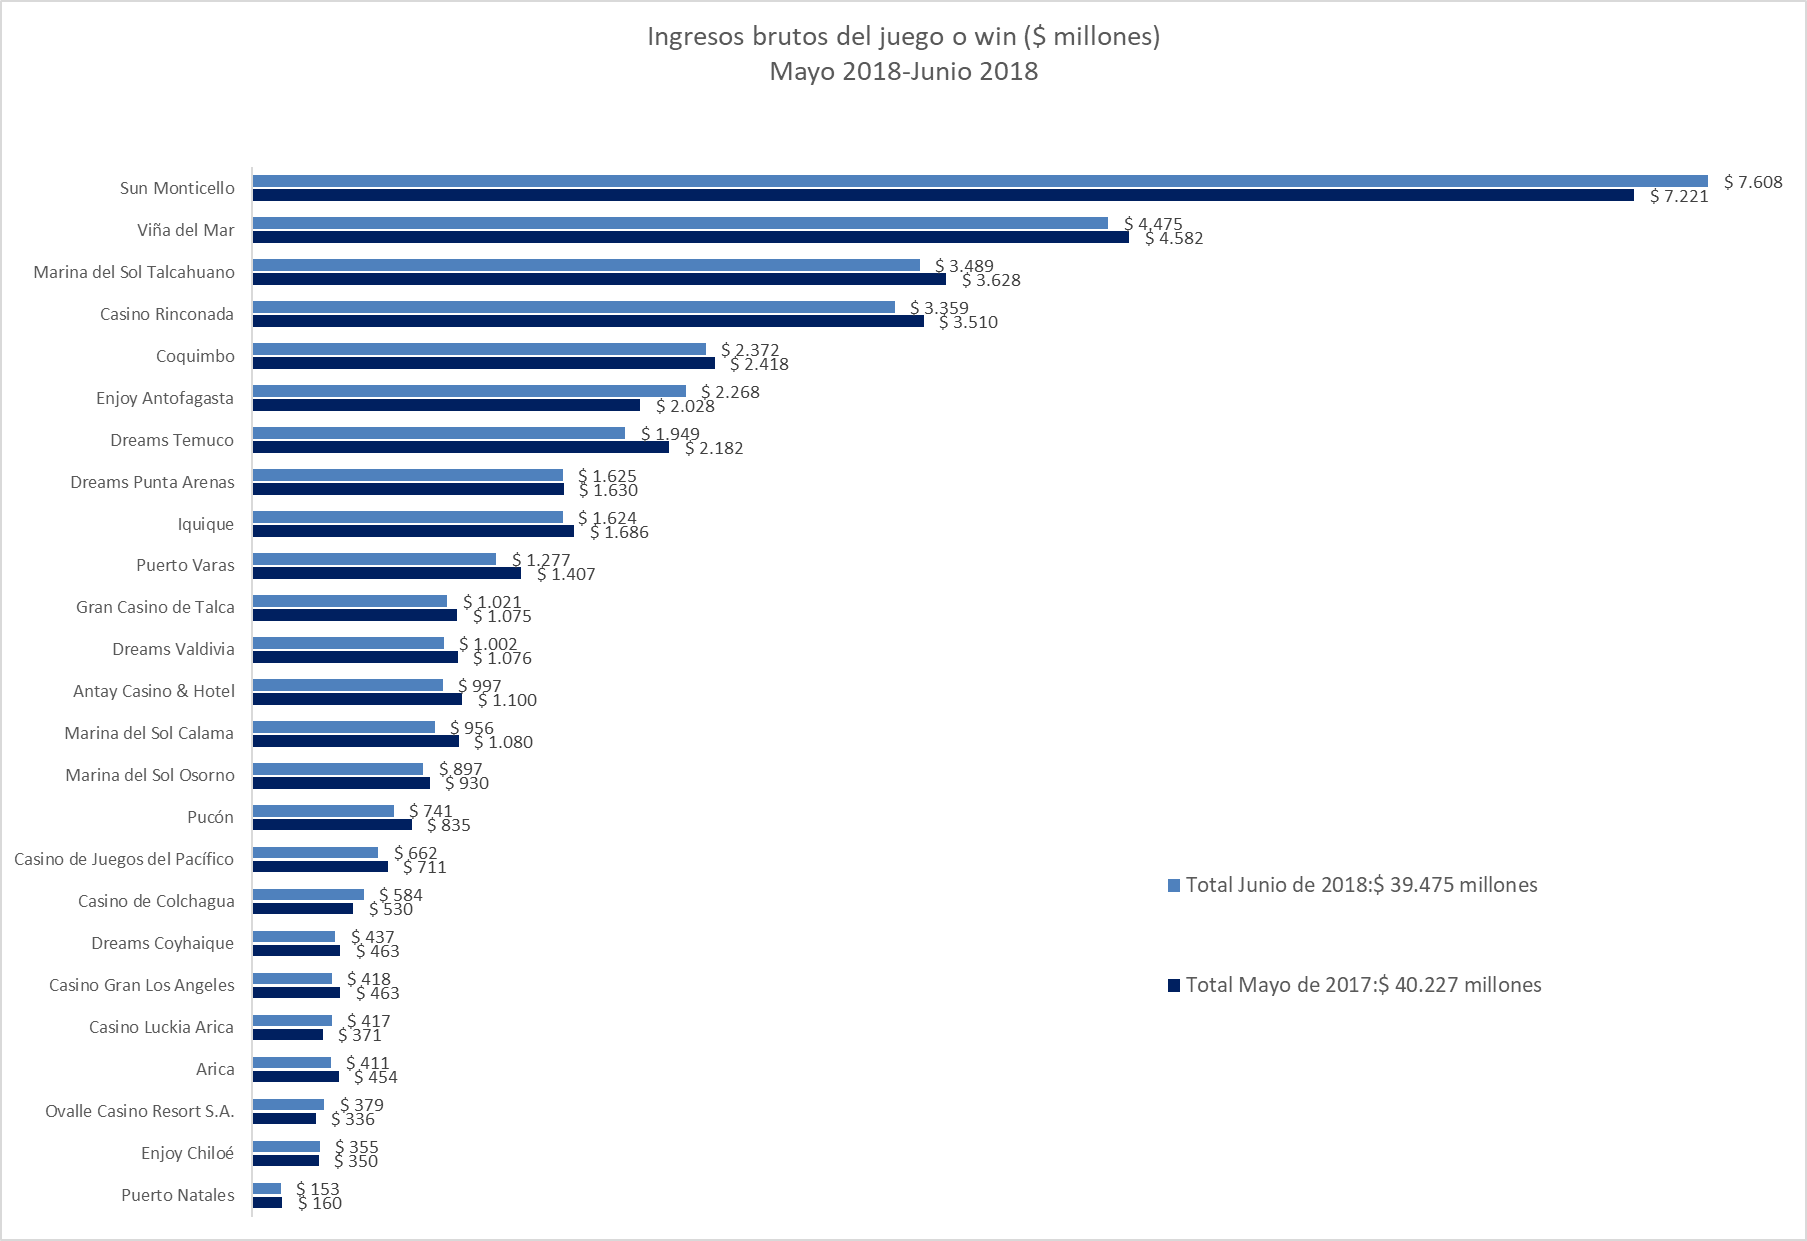 Ingresos brutos del juego o win ($ millones)
Mayo 2018-Junio 2018
Sun Monticello
$ 7.608
$ 7.221
Viña del Mar
$ 4.475
$ 4.582
Marina del Sol Talcahuano
$ 3.489
$ 3.628
Casino Rinconada
$ 3.359
$ 3.510
Coquimbo
$ 2.372
$ 2.418
Enjoy Antofagasta
$ 2.268
$ 2.028
Dreams Temuco
$ 1.949
$ 2.182
Dreams Punta Arenas
$ 1.625
$ 1.630
Iquique
$ 1.624
$ 1.686
Puerto Varas
$ 1.277
$ 1.407
Gran Casino de Talca
$ 1.021
$ 1.075
Dreams Valdivia
$ 1.002
$ 1.076
Antay Casino & Hotel
$ 997
$ 1.100
Marina del Sol Calama
$ 956
$ 1.080
Marina del Sol Osorno
$ 897
$ 930
Pucón
$ 741
$ 835
Casino de Juegos del Pacífico
$ 662
$ 711
Casino de Colchagua
$ 584
$ 530
Dreams Coyhaique
$ 437
$ 463
Casino Gran Los Angeles
$ 418
$ 463
Casino Luckia Arica
$ 417
$ 371
Arica
$ 411
$ 454
Ovalle Casino Resort S.A.
$ 379
$ 336
Enjoy Chiloé
$ 355
$ 350
Puerto Natales
$ 153
$ 160
Total Junio de 2018:$ 39.475 millones
Total Mayo de 2017:$ 40.227 millones